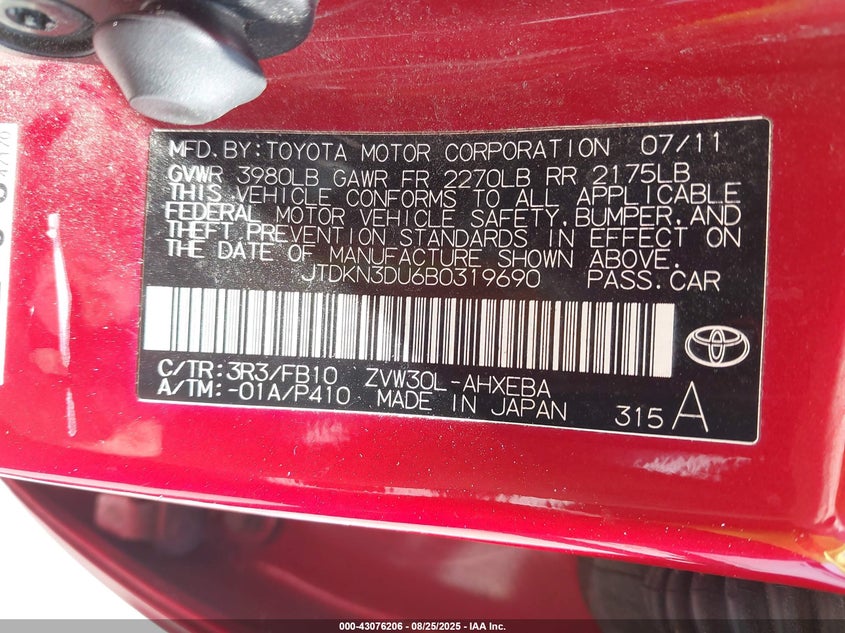 MFD.BY:TOYOTA MOTOR CORPORATION 07/11
GVWR 3980LB GAWR FR 2270LB RR 2175LB
THIS VEHICLE CONFORMS TO ALL APPLICABLE
FEDERAL MOTOR VEHICLE SAFETY,BUMPER,AND
THEFT PREVENTION STANDARDS IN EFFECT ON
THE DATE OF MANUFACTURE SHOWN ABOVE.
JTDKN3DU6B0319690 PASS.CAR
C/TR:3R3/FB10 ZVW30L-AHXEBA
A/TM:-01A/P410 MADE IN JAPAN
315 A
000-43076206 - 08/25/2025 - IAA Inc.